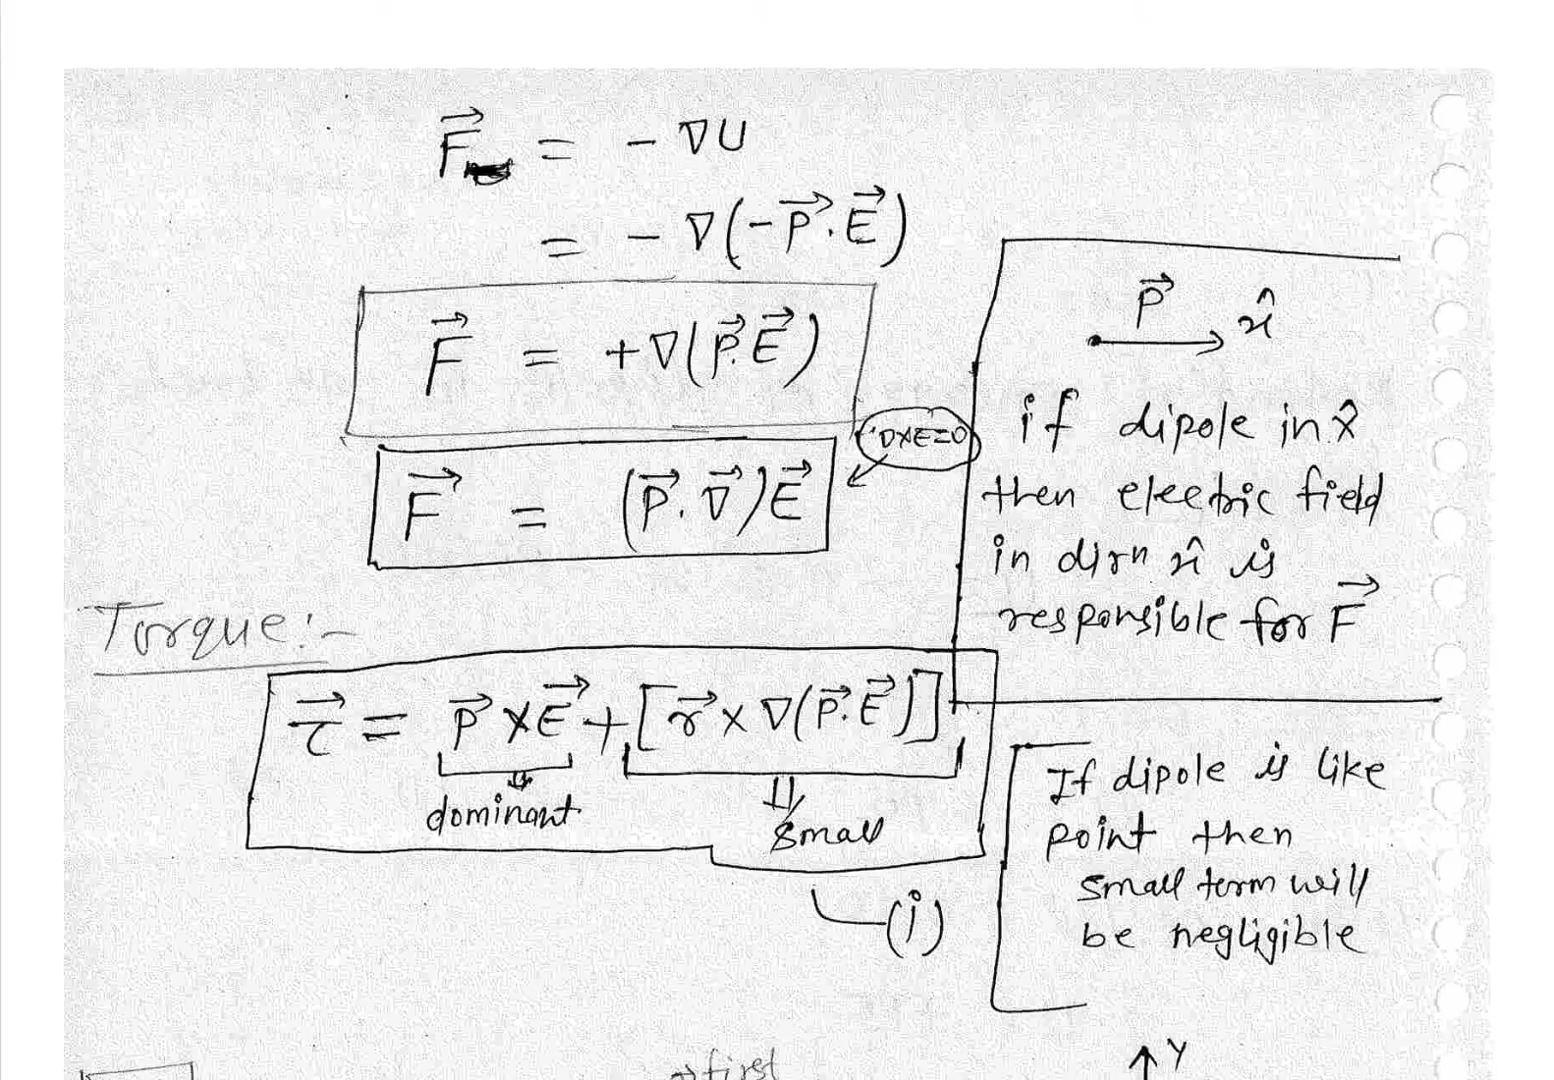 F⃗ = - ∇U
= - ∇(-P⃗.E⃗)
F⃗ = +∇(P⃗.E⃗)
∇×E=0
F⃗ = (P⃗.∇⃗)E⃗
P⃗
x̂
if dipole in x̂
then electric field
in dirn x̂ is
responsible for F⃗
Torque:-
τ⃗ = P⃗ × E⃗ + [r⃗ × ∇(P⃗.E⃗)]
dominant
small
(i)
If dipole is like
point then
small term will
be negligible
→ first
Y